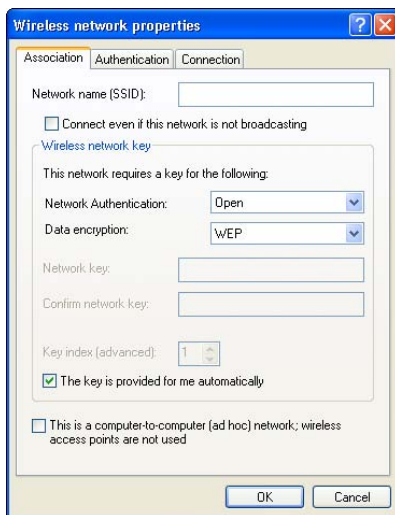 Wireless network properties
Association
Authentication
Connection
Network name (SSID):
Connect even if this network is not broadcasting
Wireless network key
This network requires a key for the following:
Network Authentication:
Open
Data encryption:
WEP
Network key:
Confirm network key:
Key index (advanced):
1
The key is provided for me automatically
This is a computer-to-computer (ad hoc) network; wireless
access points are not used
OK
Cancel